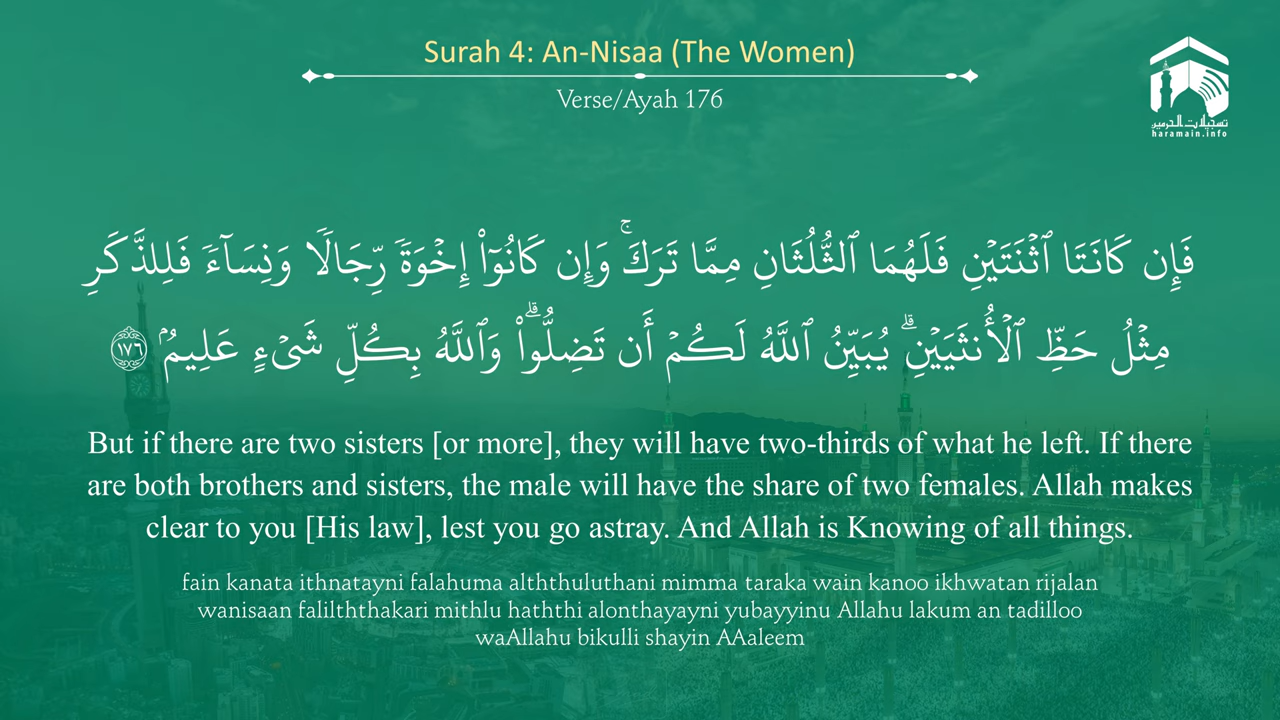 Surah 4: An-Nisaa (The Women)
Verse/Ayah 176
تسجيلات الحرمين
haramain.info
فَإِن كَانَتَا ٱثْنَتَيْنِ فَلَهُمَا ٱلثُّلُثَانِ مِمَّا تَرَكَ ۚ وَإِن كَانُوٓا۟ إِخْوَةً رِّجَالًا وَنِسَآءً فَلِلذَّكَرِ
مِثْلُ حَظِّ ٱلْأُنثَيَيْنِ ۗ يُبَيِّنُ ٱللَّهُ لَكُمْ أَن تَضِلُّوا۟ ۗ وَٱللَّهُ بِكُلِّ شَىْءٍ عَلِيمٌۢ ١٧٦
But if there are two sisters [or more], they will have two-thirds of what he left. If there
are both brothers and sisters, the male will have the share of two females. Allah makes
clear to you [His law], lest you go astray. And Allah is Knowing of all things.
fain kanata ithnatayni falahuma alththuluthani mimma taraka wain kanoo ikhwatan rijalan
wanisaan falilththakari mithlu haththi alonthayayni yubayyinu Allahu lakum an tadilloo
waAllahu bikulli shayin AAaleem